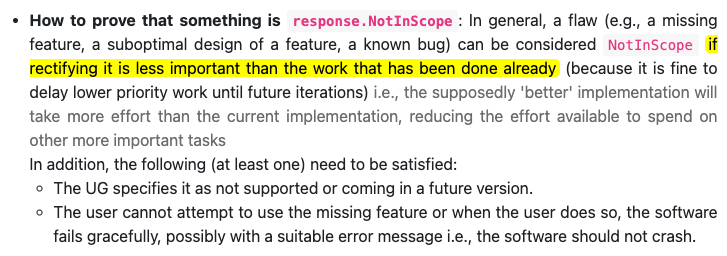 • How to prove that something is response.NotInScope: In general, a flaw (e.g., a missing
feature, a suboptimal design of a feature, a known bug) can be considered NotInScope if
rectifying it is less important than the work that has been done already (because it is fine to
delay lower priority work until future iterations) i.e., the supposedly 'better' implementation will
take more effort than the current implementation, reducing the effort available to spend on
other more important tasks
In addition, the following (at least one) need to be satisfied:
○ The UG specifies it as not supported or coming in a future version.
○ The user cannot attempt to use the missing feature or when the user does so, the software
fails gracefully, possibly with a suitable error message i.e., the software should not crash.